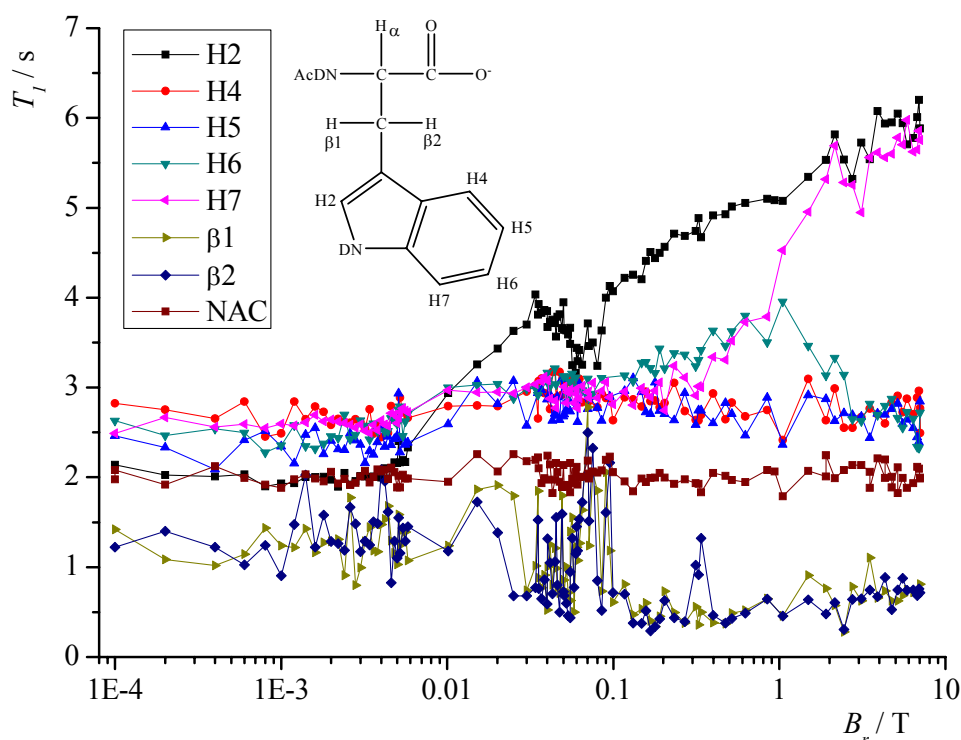 T₁ / s
7
6
5
4
3
2
1
0
H2
H4
H5
H6
H7
β1
β2
NAC
H α O
AcDN C C O⁻
H C H
β1 β2
H2 H4
H5
DN H6
H7
1E-4 1E-3 0.01 0.1 1 10
Bᵣ / T